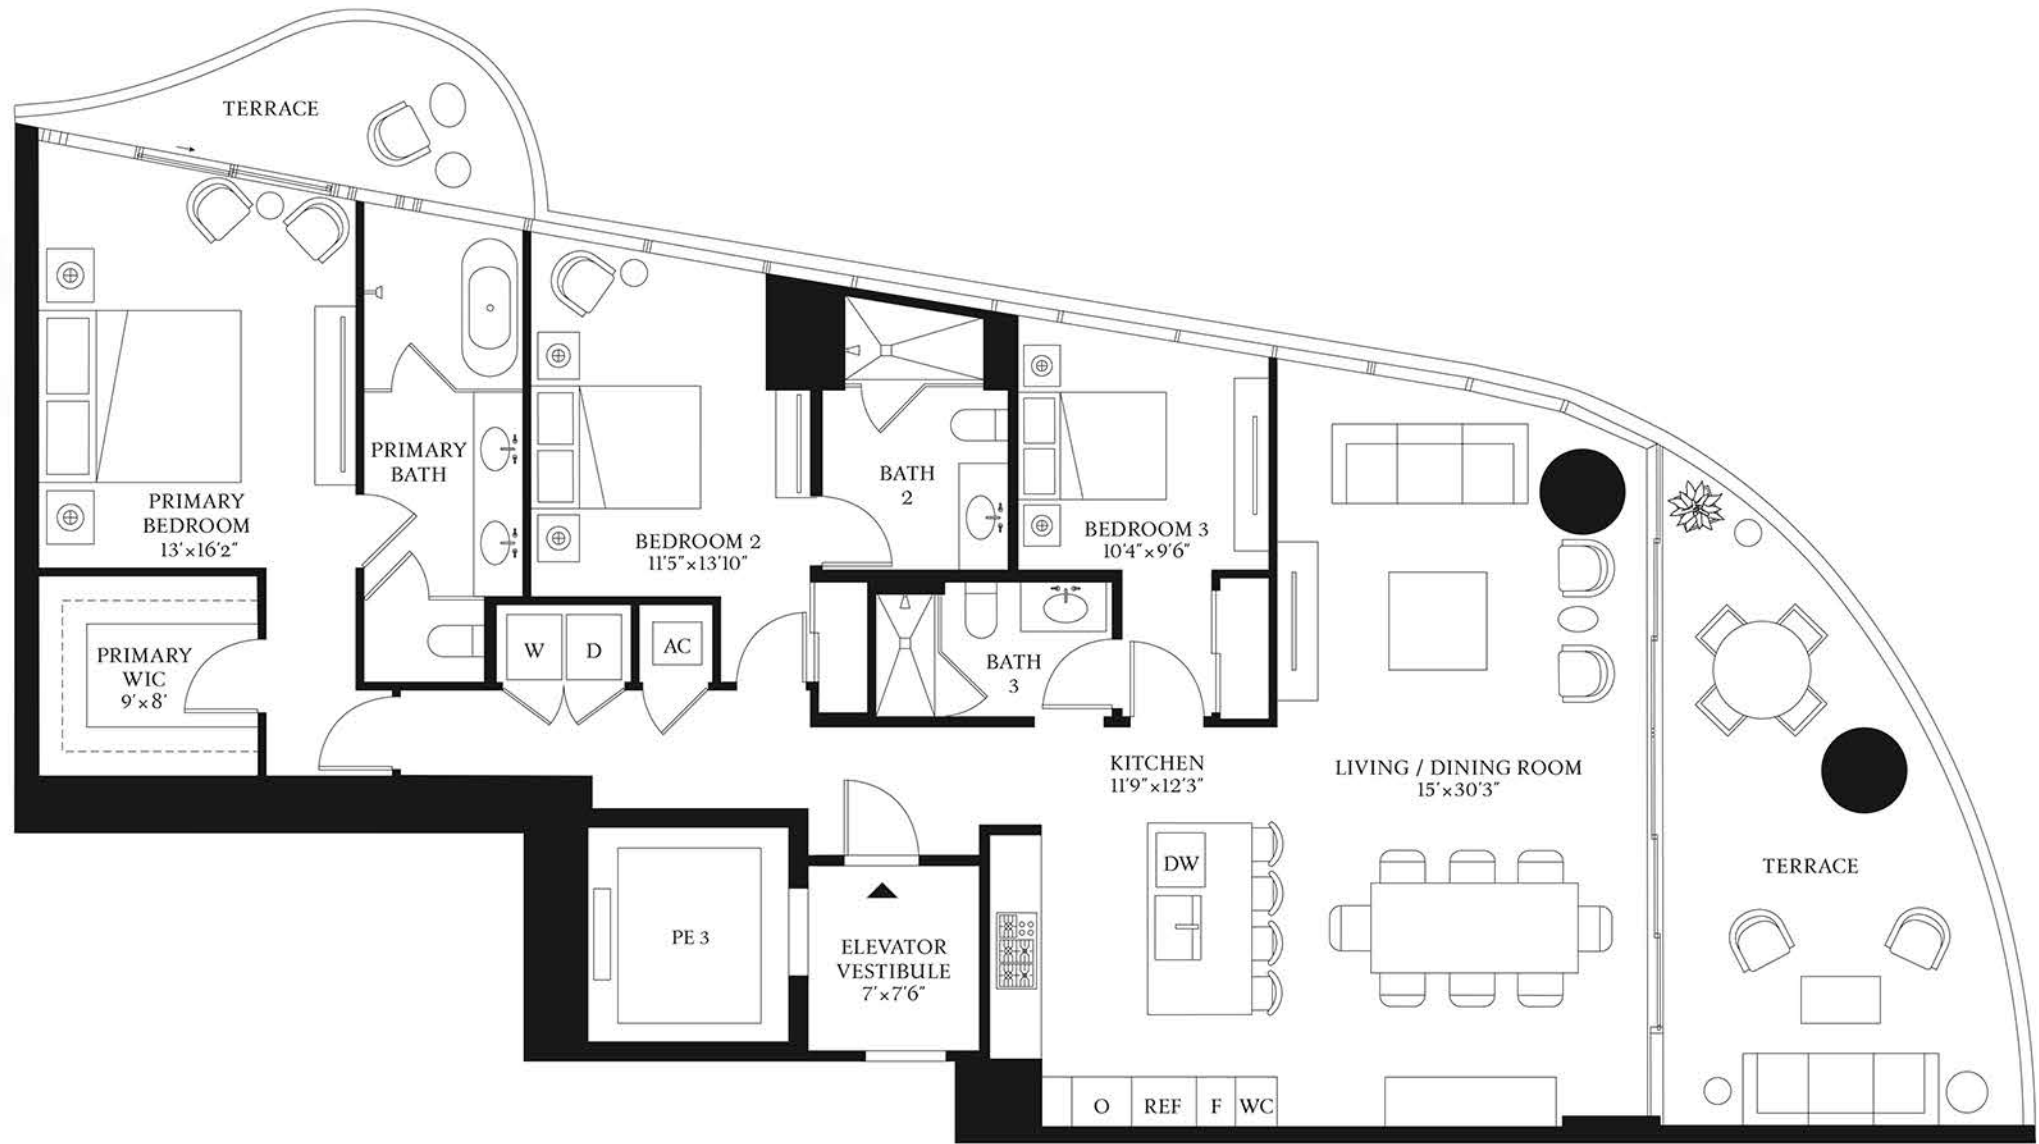 TERRACE
PRIMARY
BEDROOM
13'×16'2"
PRIMARY
BATH
PRIMARY
WIC
9'×8'
W
D
AC
BEDROOM 2
11'5"×13'10"
BATH
2
BEDROOM 3
10'4"×9'6"
BATH
3
KITCHEN
11'9"×12'3"
LIVING / DINING ROOM
15'×30'3"
DW
TERRACE
PE 3
ELEVATOR
VESTIBULE
7'×7'6"
O
REF
F
WC